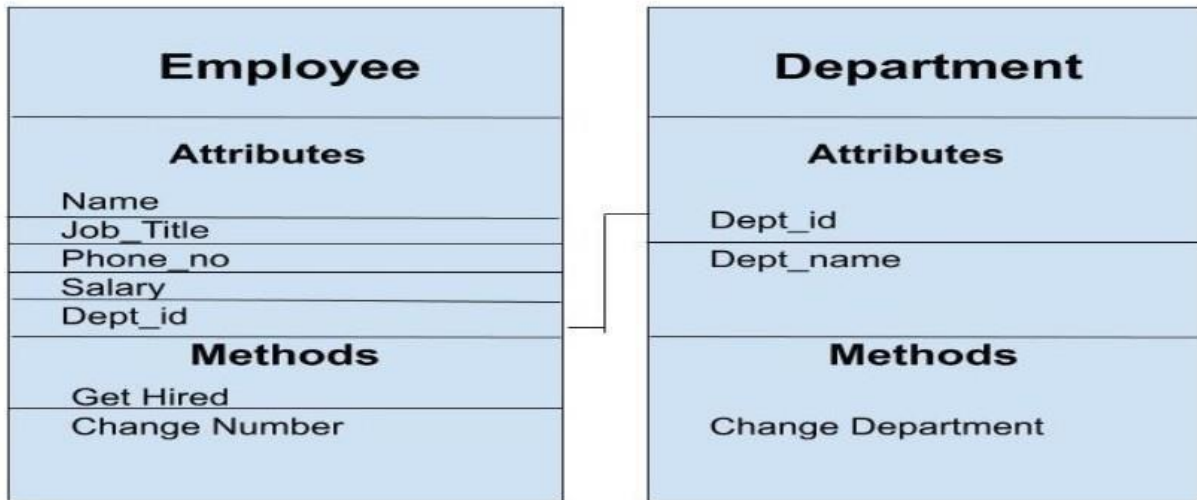 Employee
Attributes
Name
Job_Title
Phone_no
Salary
Dept_id
Methods
Get Hired
Change Number
Department
Attributes
Dept_id
Dept_name
Methods
Change Department